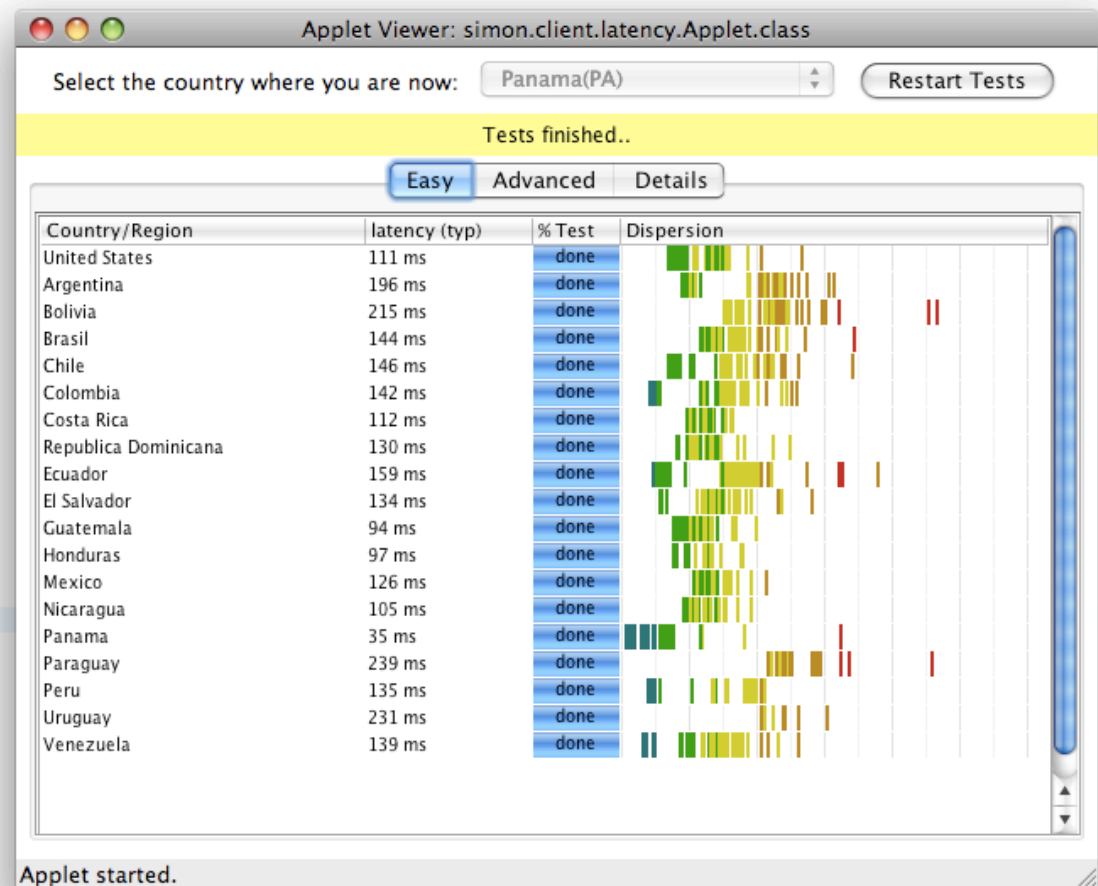 Applet Viewer: simon.client.latency.Applet.class
Select the country where you are now: Panama(PA) Restart Tests
Tests finished..
Easy Advanced Details
Country/Region latency (typ) % Test Dispersion
United States 111 ms done
Argentina 196 ms done
Bolivia 215 ms done
Brasil 144 ms done
Chile 146 ms done
Colombia 142 ms done
Costa Rica 112 ms done
Republica Dominicana 130 ms done
Ecuador 159 ms done
El Salvador 134 ms done
Guatemala 94 ms done
Honduras 97 ms done
Mexico 126 ms done
Nicaragua 105 ms done
Panama 35 ms done
Paraguay 239 ms done
Peru 135 ms done
Uruguay 231 ms done
Venezuela 139 ms done
Applet started.